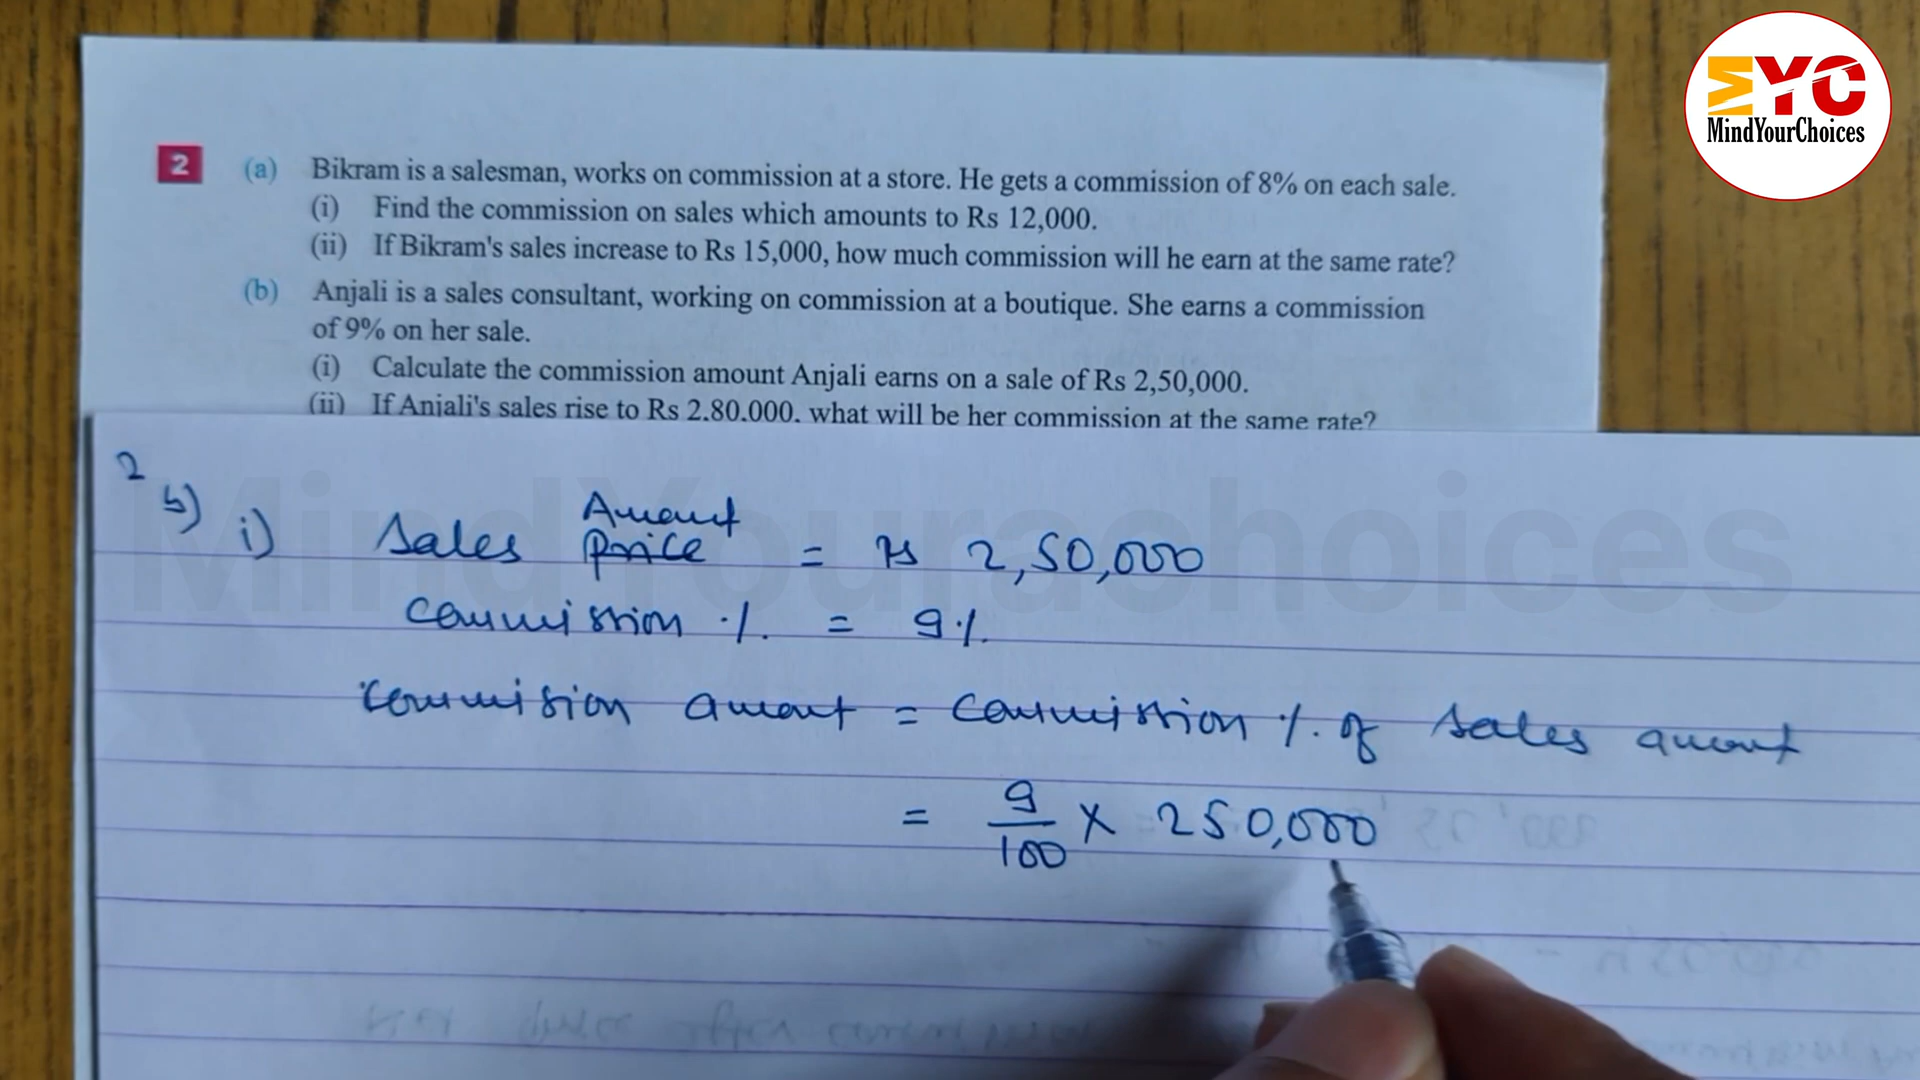 MYC
MindYourChoices
2 (a) Bikram is a salesman, works on commission at a store. He gets a commission of 8% on each sale.
(i) Find the commission on sales which amounts to Rs 12,000.
(ii) If Bikram's sales increase to Rs 15,000, how much commission will he earn at the same rate?
(b) Anjali is a sales consultant, working on commission at a boutique. She earns a commission
of 9% on her sale.
(i) Calculate the commission amount Anjali earns on a sale of Rs 2,50,000.
(ii) If Anjali's sales rise to Rs 2,80,000, what will be her commission at the same rate?
MindYourachoices
2
b) i) Sales Price = Rs 2,50,000
Amount
Commission % = 9%
Commision amount = Commission % of sales amount
= 9/100 × 250,000